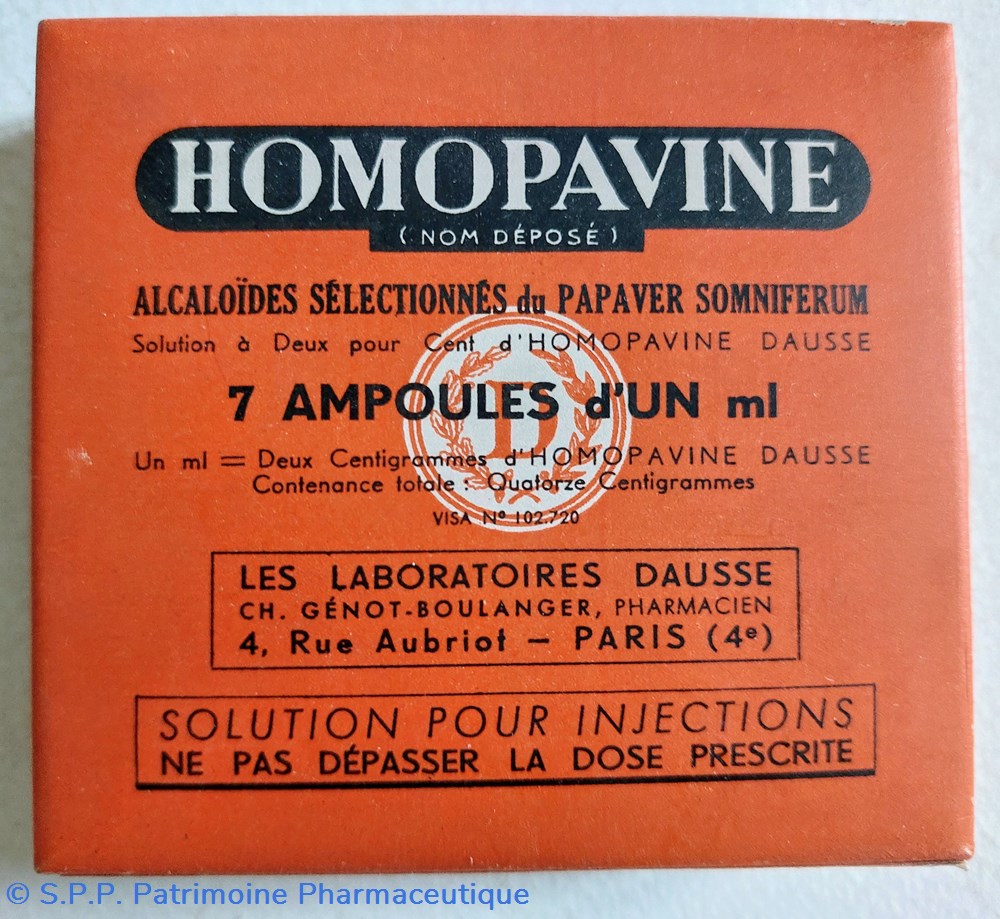 HOMOPAVINE
( NOM DÉPOSÉ )
ALCALOÏDES SÉLECTIONNÉS du PAPAVER SOMNIFERUM
Solution à Deux pour Cent d'HOMOPAVINE DAUSSE
7 AMPOULES d'UN ml
D
Un ml = Deux Centigrammes d'HOMOPAVINE DAUSSE
Contenance totale : Quatorze Centigrammes
VISA Nº 102.720
LES LABORATOIRES DAUSSE
CH. GÉNOT-BOULANGER, PHARMACIEN
4, Rue Aubriot – PARIS (4e)
SOLUTION POUR INJECTIONS
NE PAS DÉPASSER LA DOSE PRESCRITE
© S.P.P. Patrimoine Pharmaceutique